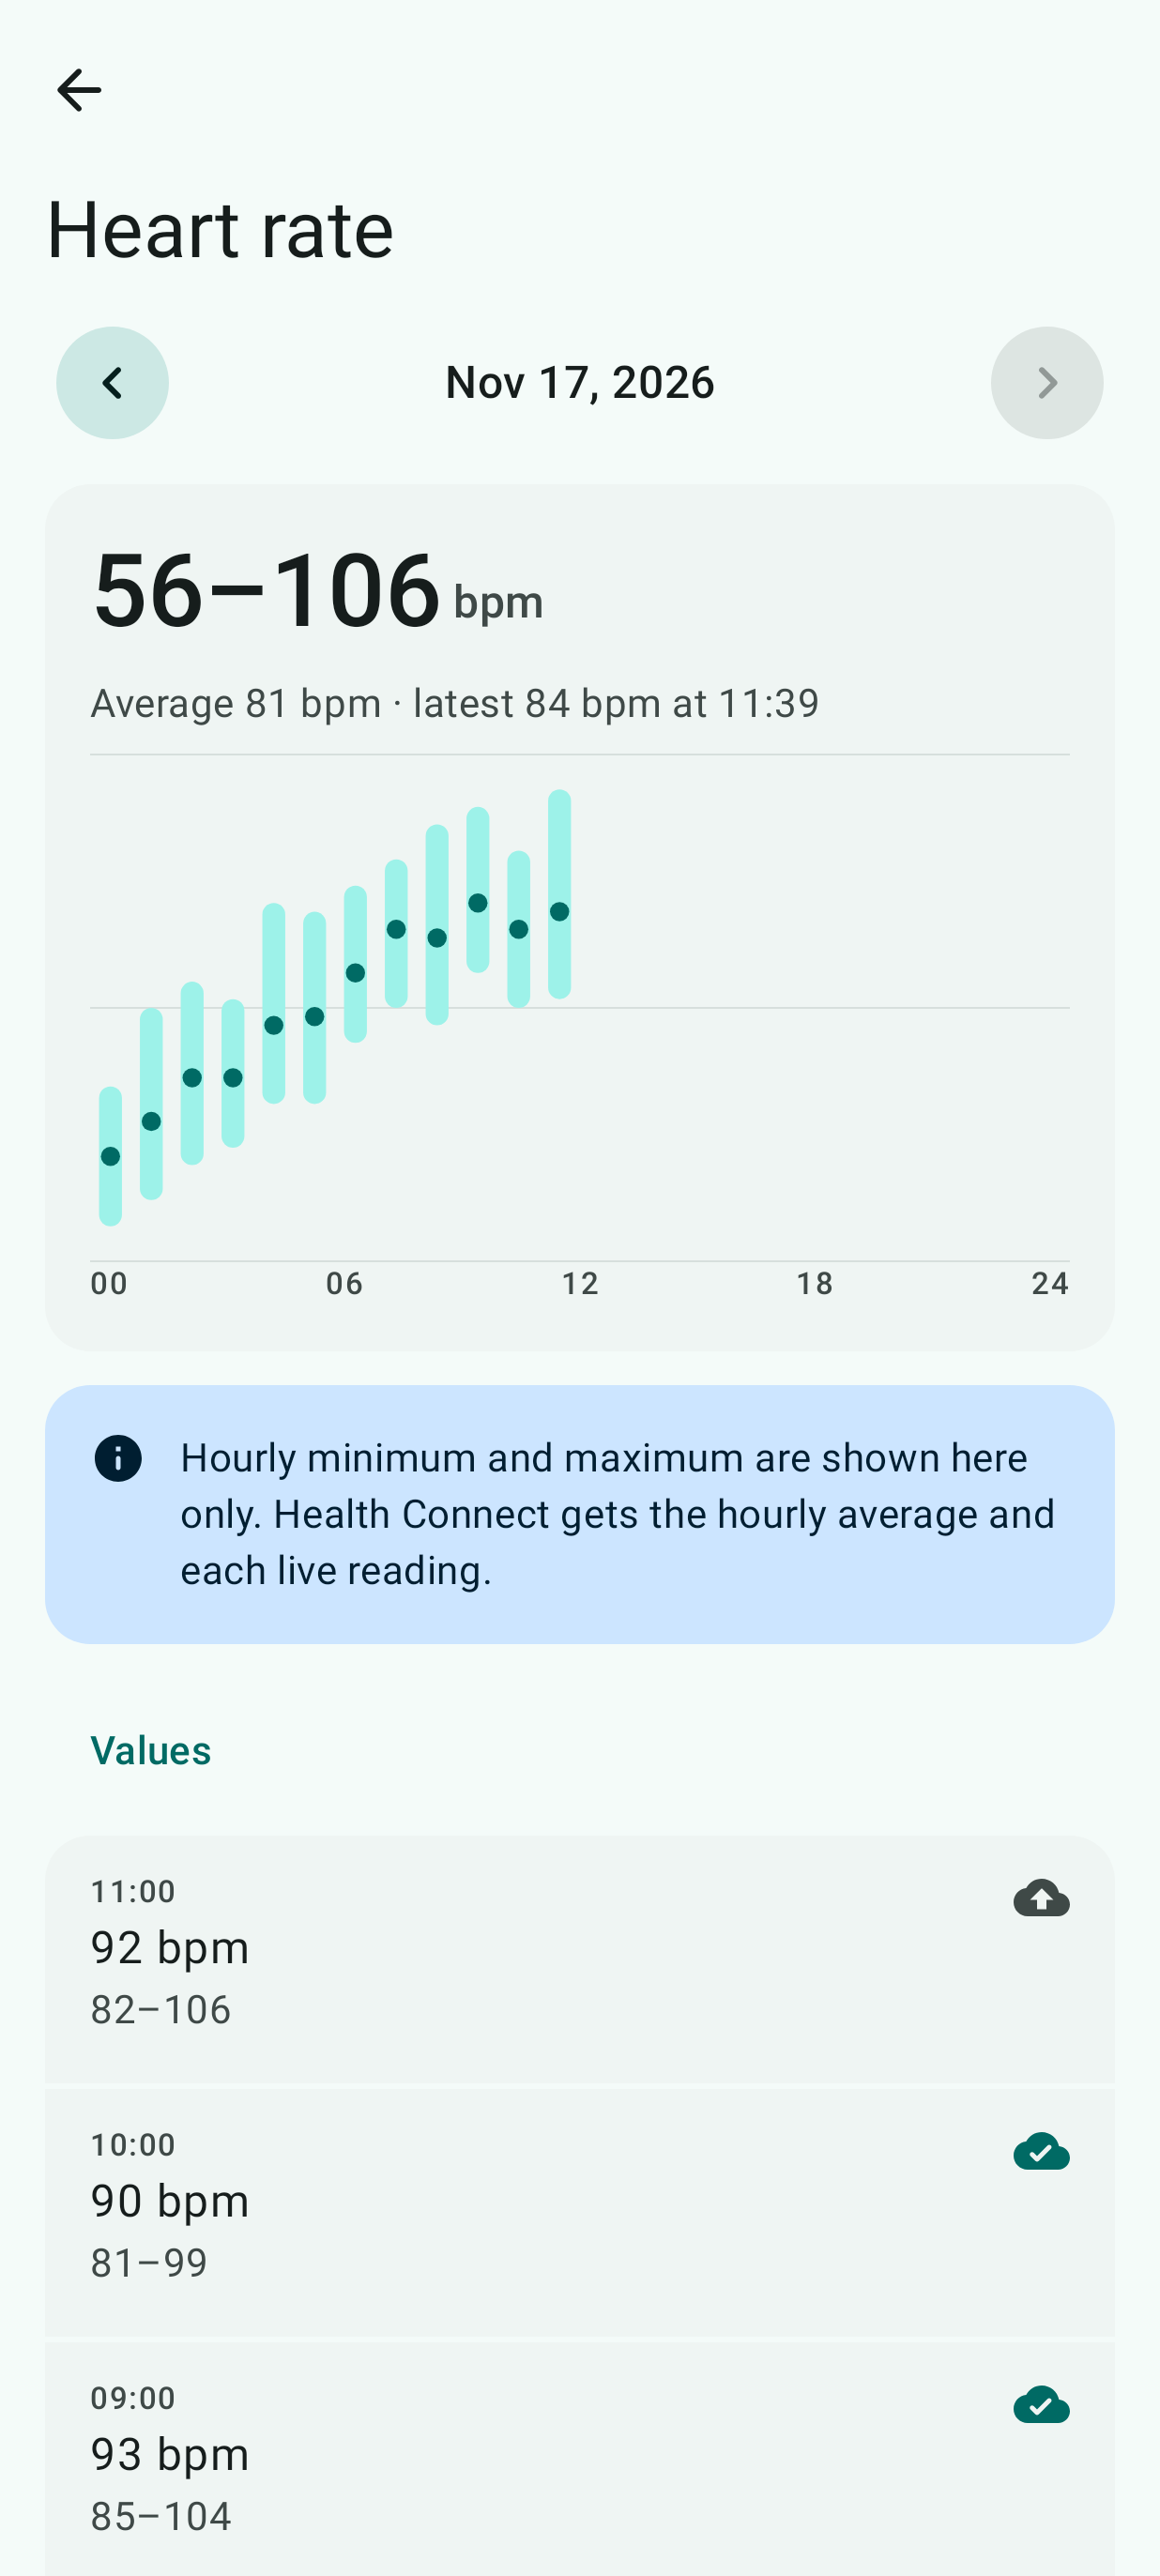 Heart rate
Nov 17, 2026
56–106 bpm
Average 81 bpm · latest 84 bpm at 11:39
00 06 12 18 24
Hourly minimum and maximum are shown here
only. Health Connect gets the hourly average and
each live reading.
Values
11:00
92 bpm
82–106
10:00
90 bpm
81–99
09:00
93 bpm
85–104